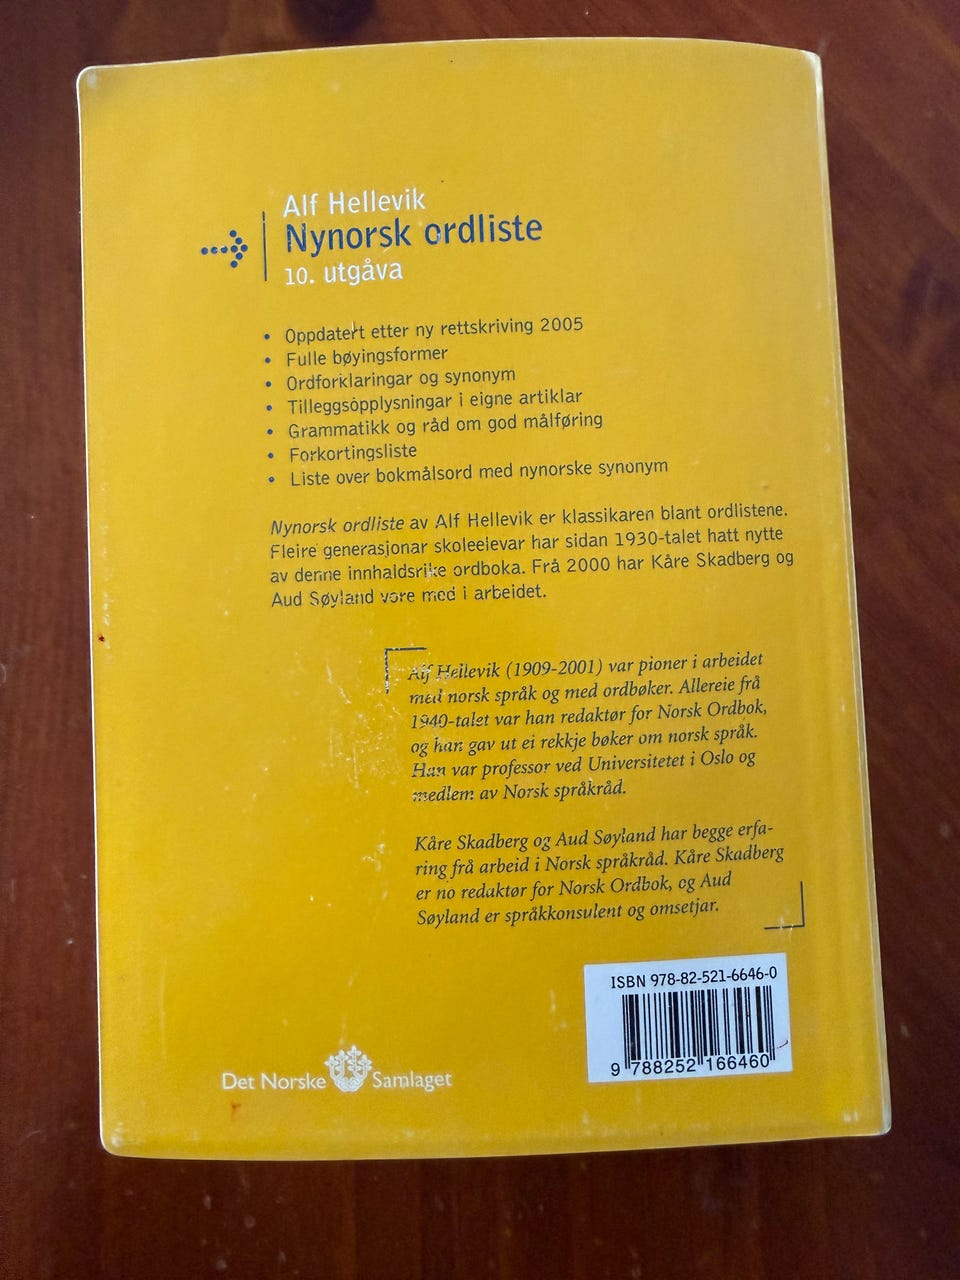 Alf Hellevik
Nynorsk ordliste
10. utgåva
• Oppdatert etter ny rettskriving 2005
• Fulle bøyingsformer
• Ordforklaringar og synonym
• Tilleggsopplysningar i eigne artiklar
• Grammatikk og råd om god målføring
• Forkortingsliste
• Liste over bokmålsord med nynorske synonym
Nynorsk ordliste av Alf Hellevik er klassikaren blant ordlistene.
Fleire generasjonar skoleelevar har sidan 1930-talet hatt nytte
av denne innhaldsrike ordboka. Frå 2000 har Kåre Skadberg og
Aud Søyland vore med i arbeidet.
Alf Hellevik (1909-2001) var pioner i arbeidet
med norsk språk og med ordbøker. Allereie frå
1940-talet var han redaktør for Norsk Ordbok,
og han gav ut ei rekkje bøker om norsk språk.
Han var professor ved Universitetet i Oslo og
medlem av Norsk språkråd.
Kåre Skadberg og Aud Søyland har begge erfa-
ring frå arbeid i Norsk språkråd. Kåre Skadberg
er no redaktør for Norsk Ordbok, og Aud
Søyland er språkkonsulent og omsetjar.
ISBN 978-82-521-6646-0
9 788252 166460
Det Norske Samlaget